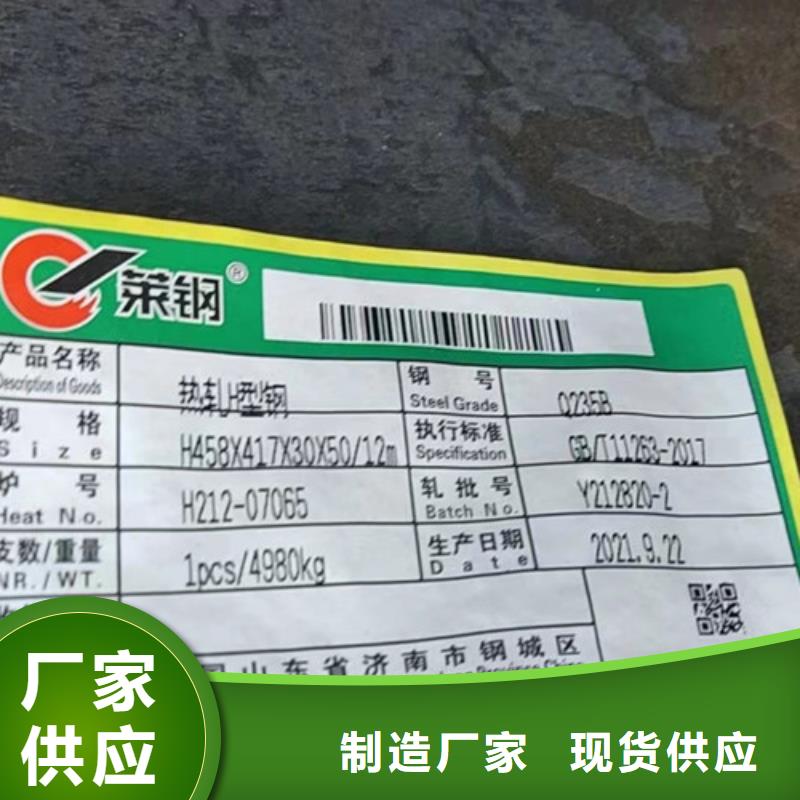 莱钢®
产品名称 热轧H型钢 钢 号 Q235B
Description of Goods Steel Grade
规 格 H458X417X30X50/12m 执行标准 GB/T11263-2017
Size Specification
炉 号 H212-07065 轧批号 Y212820-2
Heat No. Batch No.
支数/重量 1pcs/4980kg 生产日期 2021.9.22
NR./WT. Date
山东省济南市钢城区
Province China
厂家
供应
制造厂家 现货供应